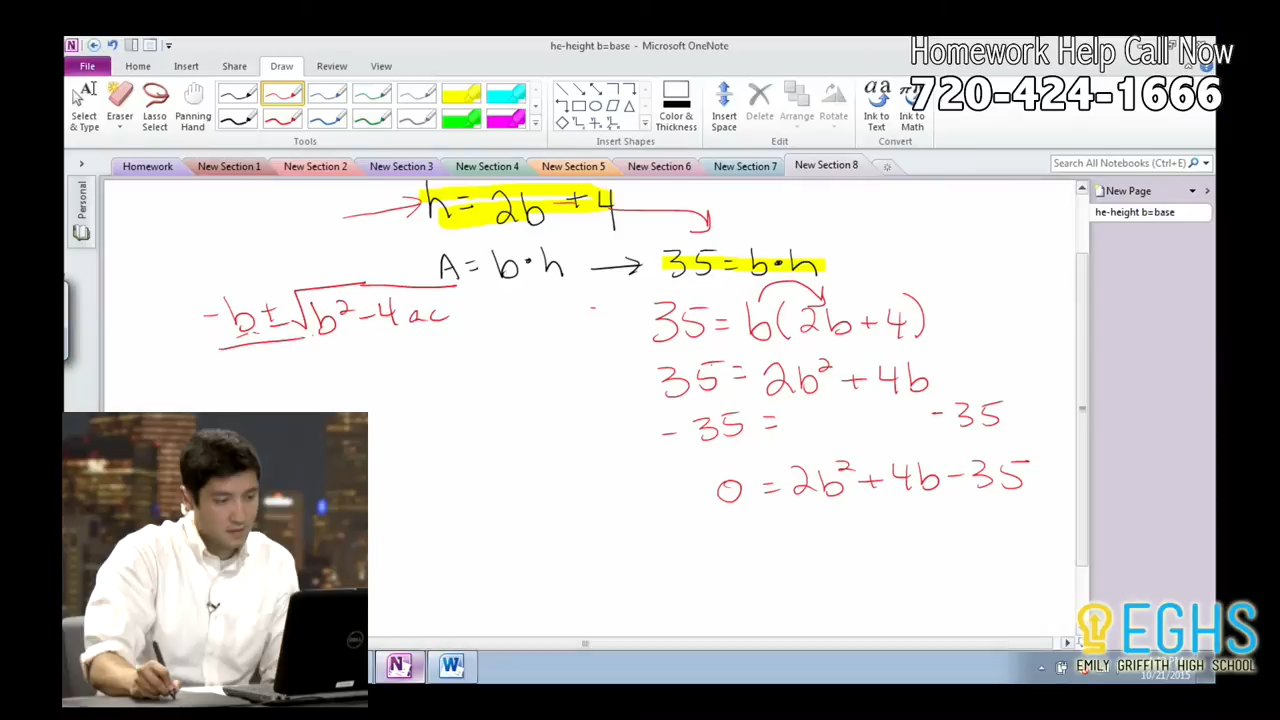 he-height b=base - Microsoft OneNote
Homework Help Call Now
720-424-1666
File Home Insert Share Draw Review View
Select & Type
Eraser
Lasso Select
Panning Hand
Color & Thickness
Insert Space
Delete
Arrange
Rotate
Ink to Text
Ink to Math
Tools Insert Shapes Edit Convert
Homework New Section 1 New Section 2 New Section 3 New Section 4 New Section 5 New Section 6 New Section 7 New Section 8
Search All Notebooks (Ctrl+E)
Personal
New Page
he-height b=base
h = 2b + 4
A = b·h → 35 = b·h
-b ± √b² - 4ac
35 = b(2b + 4)
35 = 2b² + 4b
-35 = -35
0 = 2b² + 4b - 35
EGHS
EMILY GRIFFITH HIGH SCHOOL
10/21/2015